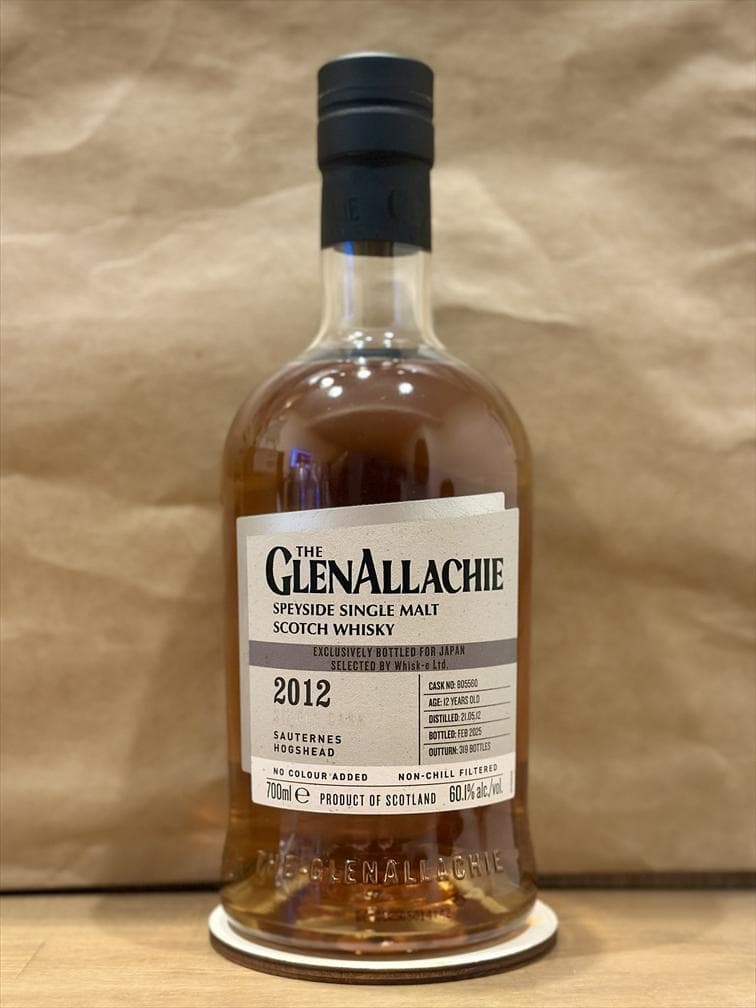 THE
GLENALLACHIE
SPEYSIDE SINGLE MALT
SCOTCH WHISKY
EXCLUSIVELY BOTTLED FOR JAPAN
SELECTED BY Whisk-e Ltd.
2012
SAUTERNES
HOGSHEAD
CASK NO: 805560
AGE: 12 YEARS OLD
DISTILLED: 21.05.12
BOTTLED: FEB 2025
OUTTURN: 319 BOTTLES
NO COLOUR ADDED NON-CHILL FILTERED
700ml e PRODUCT OF SCOTLAND 60.1% alc./vol.
THE GLENALLACHIE